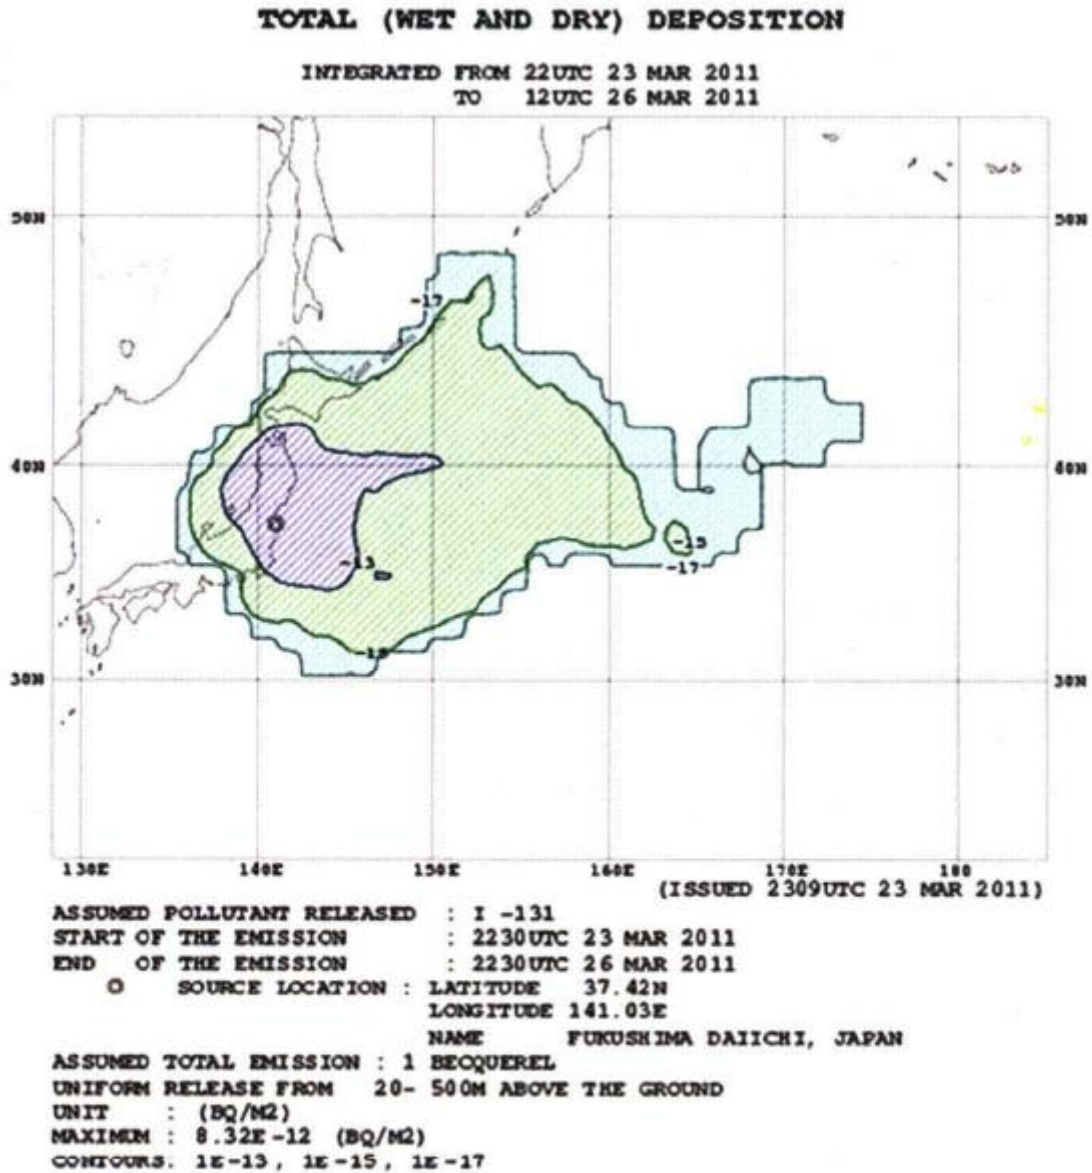 TOTAL (WET AND DRY) DEPOSITION
INTEGRATED FROM 22UTC 23 MAR 2011
TO 12UTC 26 MAR 2011
50N 50N
-17
40N 40N
-13
-15
-17
-15
30N 30N
130E 140E 150E 160E 170E 180
(ISSUED 2309UTC 23 MAR 2011)
ASSUMED POLLUTANT RELEASED : I -131
START OF THE EMISSION : 2230UTC 23 MAR 2011
END OF THE EMISSION : 2230UTC 26 MAR 2011
SOURCE LOCATION : LATITUDE 37.42N
LONGITUDE 141.03E
NAME FUKUSHIMA DAIICHI, JAPAN
ASSUMED TOTAL EMISSION : 1 BECQUEREL
UNIFORM RELEASE FROM 20- 500M ABOVE THE GROUND
UNIT : (BQ/M2)
MAXIMUM : 8.32E-12 (BQ/M2)
CONTOURS: 1E-13, 1E-15, 1E-17